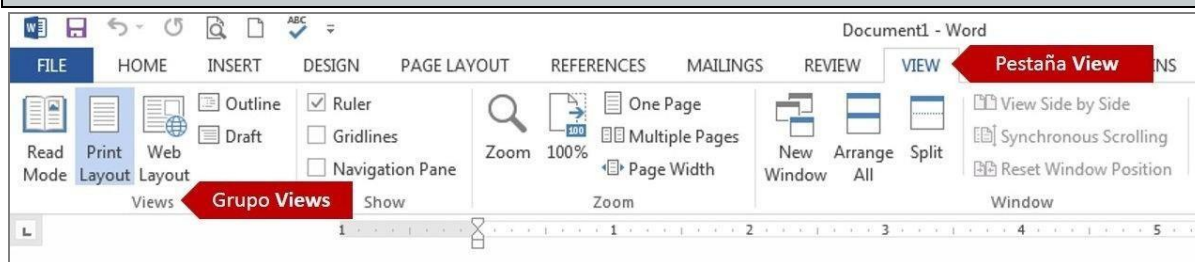 ABC
Document1 - Word
FILE HOME INSERT DESIGN PAGE LAYOUT REFERENCES MAILINGS REVIEW VIEW Pestaña View NS
Outline Ruler One Page View Side by Side
Draft Gridlines 100 Multiple Pages Synchronous Scrolling
Read Print Web Navigation Pane Zoom 100% Page Width New Arrange Split Reset Window Position
Mode Layout Layout Window All
Views Grupo Views Show Zoom Window
L 1 1 2 3 4 5